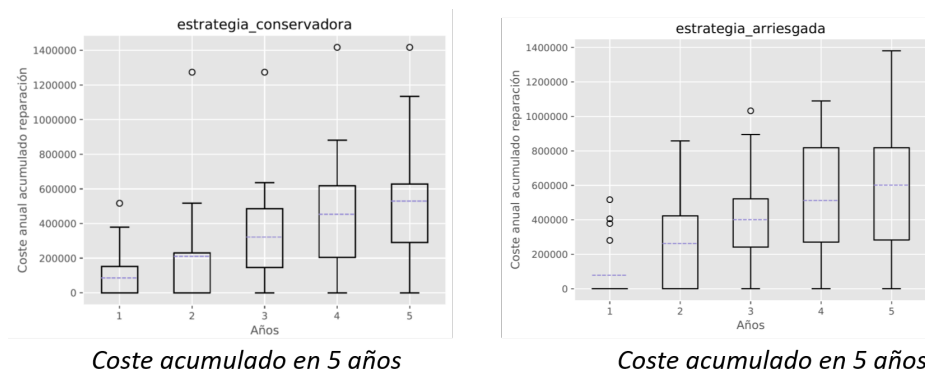 estrategia_conservadora
1400000
1200000
1000000
800000
600000
400000
200000
0
Coste anual acumulado reparación
1 2 3 4 5
Años
Coste acumulado en 5 años
estrategia_arriesgada
1400000
1200000
1000000
800000
600000
400000
200000
0
Coste anual acumulado reparación
1 2 3 4 5
Años
Coste acumulado en 5 años